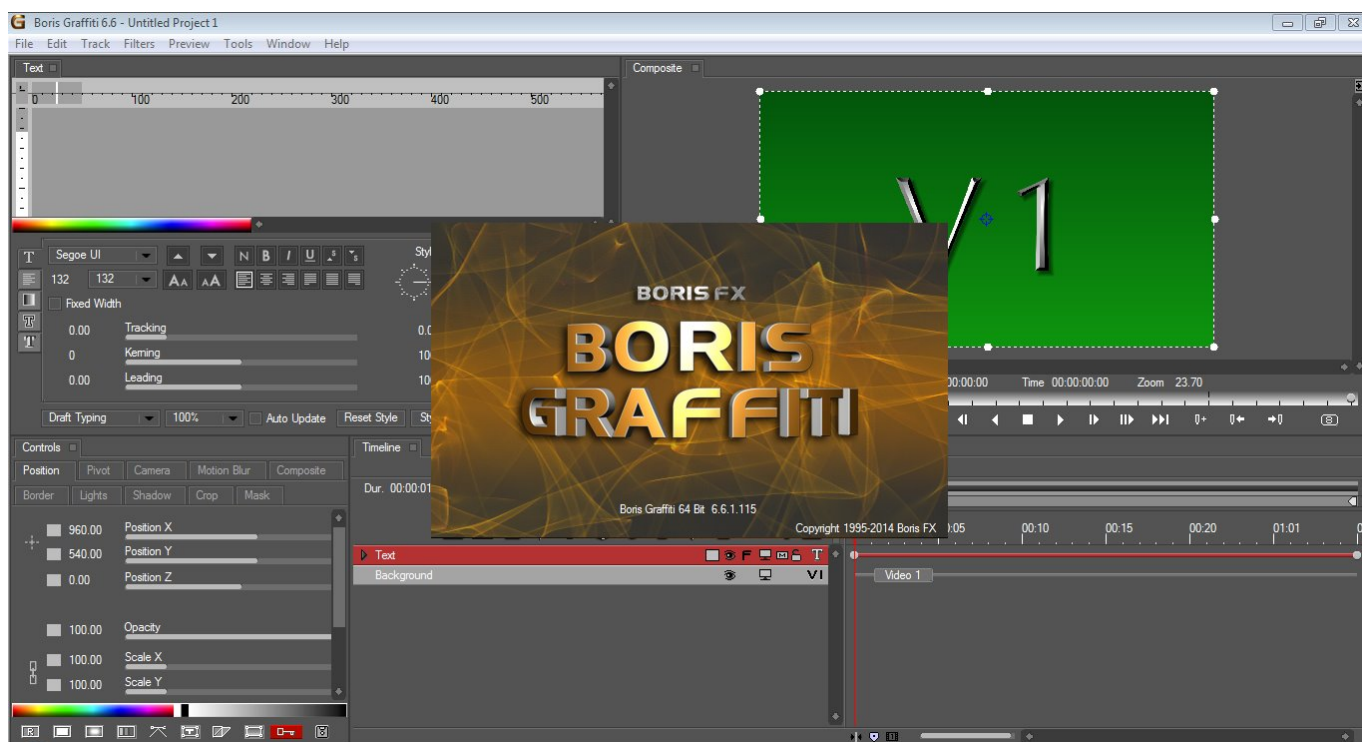 Boris Graffiti 6.6 - Untitled Project 1
File Edit Track Filters Preview Tools Window Help
Text
Composite
0 100 200 300 400 500
V1
Segoe UI N B I U
132 132
Fixed Width
0.00 Tracking
0 Kerning
0.00 Leading
Draft Typing 100% Auto Update Reset Style
BORIS FX
BORIS
GRAFFITI
Boris Graffiti 64 Bit 6.6.1.115
Copyright 1995-2014 Boris FX
Time 00:00:00:00 Zoom 23.70
Controls
Position Pivot Camera Motion Blur Composite
Border Lights Shadow Crop Mask
960.00 Position X
540.00 Position Y
0.00 Position Z
100.00 Opacity
100.00 Scale X
100.00 Scale Y
Timeline
Dur. 00:00:01
00:10 00:15 00:20 01:01
Text F M T
Background V1
Video 1